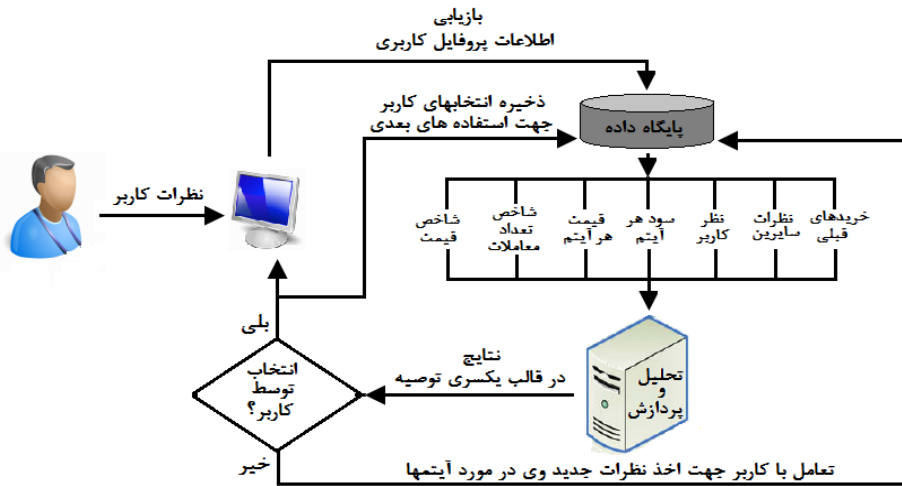 بازیابی
اطلاعات پروفایل کاربری
ذخیره انتخابهای کاربر
جهت استفاده های بعدی
پایگاه داده
نظرات کاربر
خریدهای
قبلی
نظرات
سایرین
نظر
کاربر
سود هر
آیتم
قیمت
هر آیتم
شاخص
تعداد
معاملات
شاخص
قیمت
تحلیل
و
پردازش
نتایج
در قالب یکسری توصیه
انتخاب
توسط
کاربر؟
بلی
خیر
تعامل با کاربر جهت اخذ نظرات جدید وی در مورد آیتمها